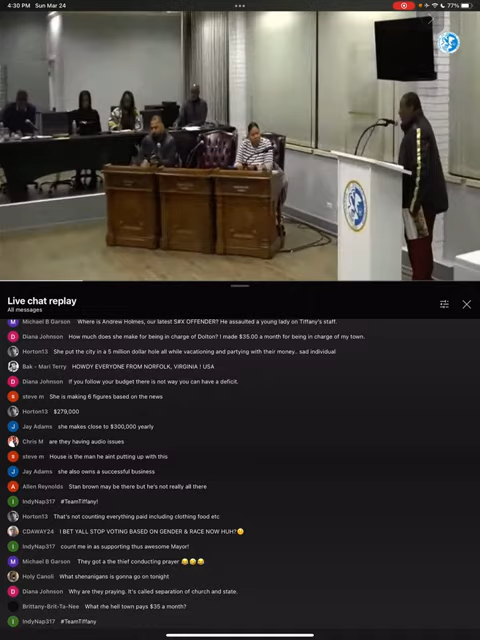 4:30 PM Sun Mar 24
77%
Live chat replay
All messages
Michael B Garson Where is Andrew Holmes, our latest S#X OFFENDER? He assaulted a young lady on Tiffany's staff.
Diana Johnson How much does she make for being in charge of Dolton? I made $35.00 a month for being in charge of my town.
Horton13 She put the city in a 5 million dollar hole all while vacationing and partying with their money.. sad individual
Bak - Mari Terry HOWDY EVERYONE FROM NORFOLK, VIRGINIA ! USA
Diana Johnson If you follow your budget there is not way you can have a deficit.
steve m She is making 6 figures based on the news
Horton13 $279,000
Jay Adams she makes close to $300,000 yearly
Chris M are they having audio issues
steve m House is the man he aint putting up with this
Jay Adams she also owns a successful business
Allen Reynolds Stan brown may be there but he's not really all there
IndyNap317 #TeamTiffany!
Horton13 That's not counting everything paid including clothing food etc
CDAWAY24 I BET YALL STOP VOTING BASED ON GENDER & RACE NOW HUH?😏
IndyNap317 count me in as supporting thus awesome Mayor!
Michael B Garson They got a the thief conducting prayer 😂🤣😂
Holy Canoli What shenanigans is gonna go on tonight
Diana Johnson Why are they praying. It's called separation of church and state.
Brittany-Brit-Ta-Nee What rhe hell town pays $35 a month?
IndyNap317 #TeamTiffany